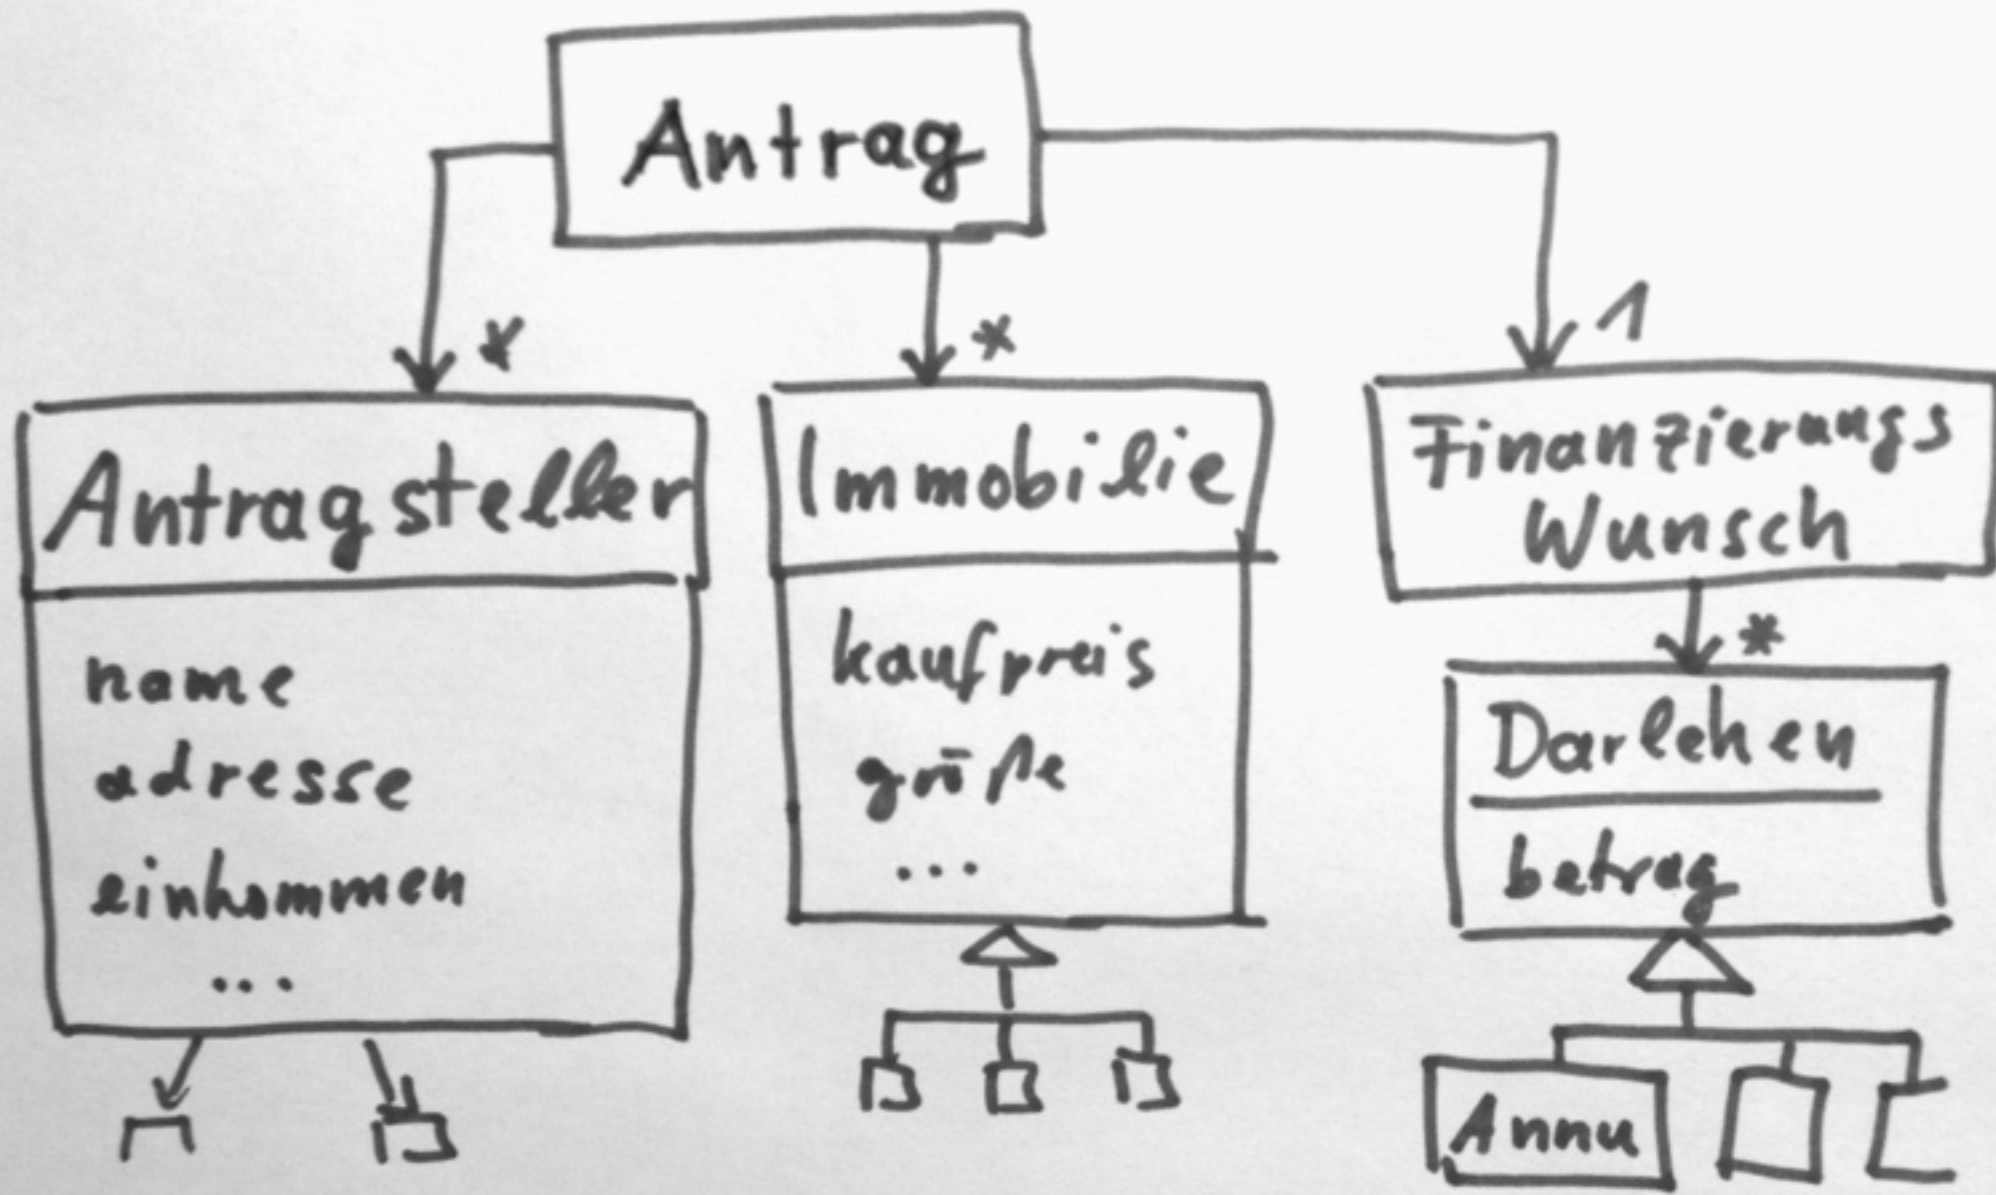 Antrag
*
*
1
Antragsteller
name
adresse
einkommen
...
Immobilie
kaufpreis
größe
...
Finanzierungs
Wunsch
*
Darlehen
betrag
Annu